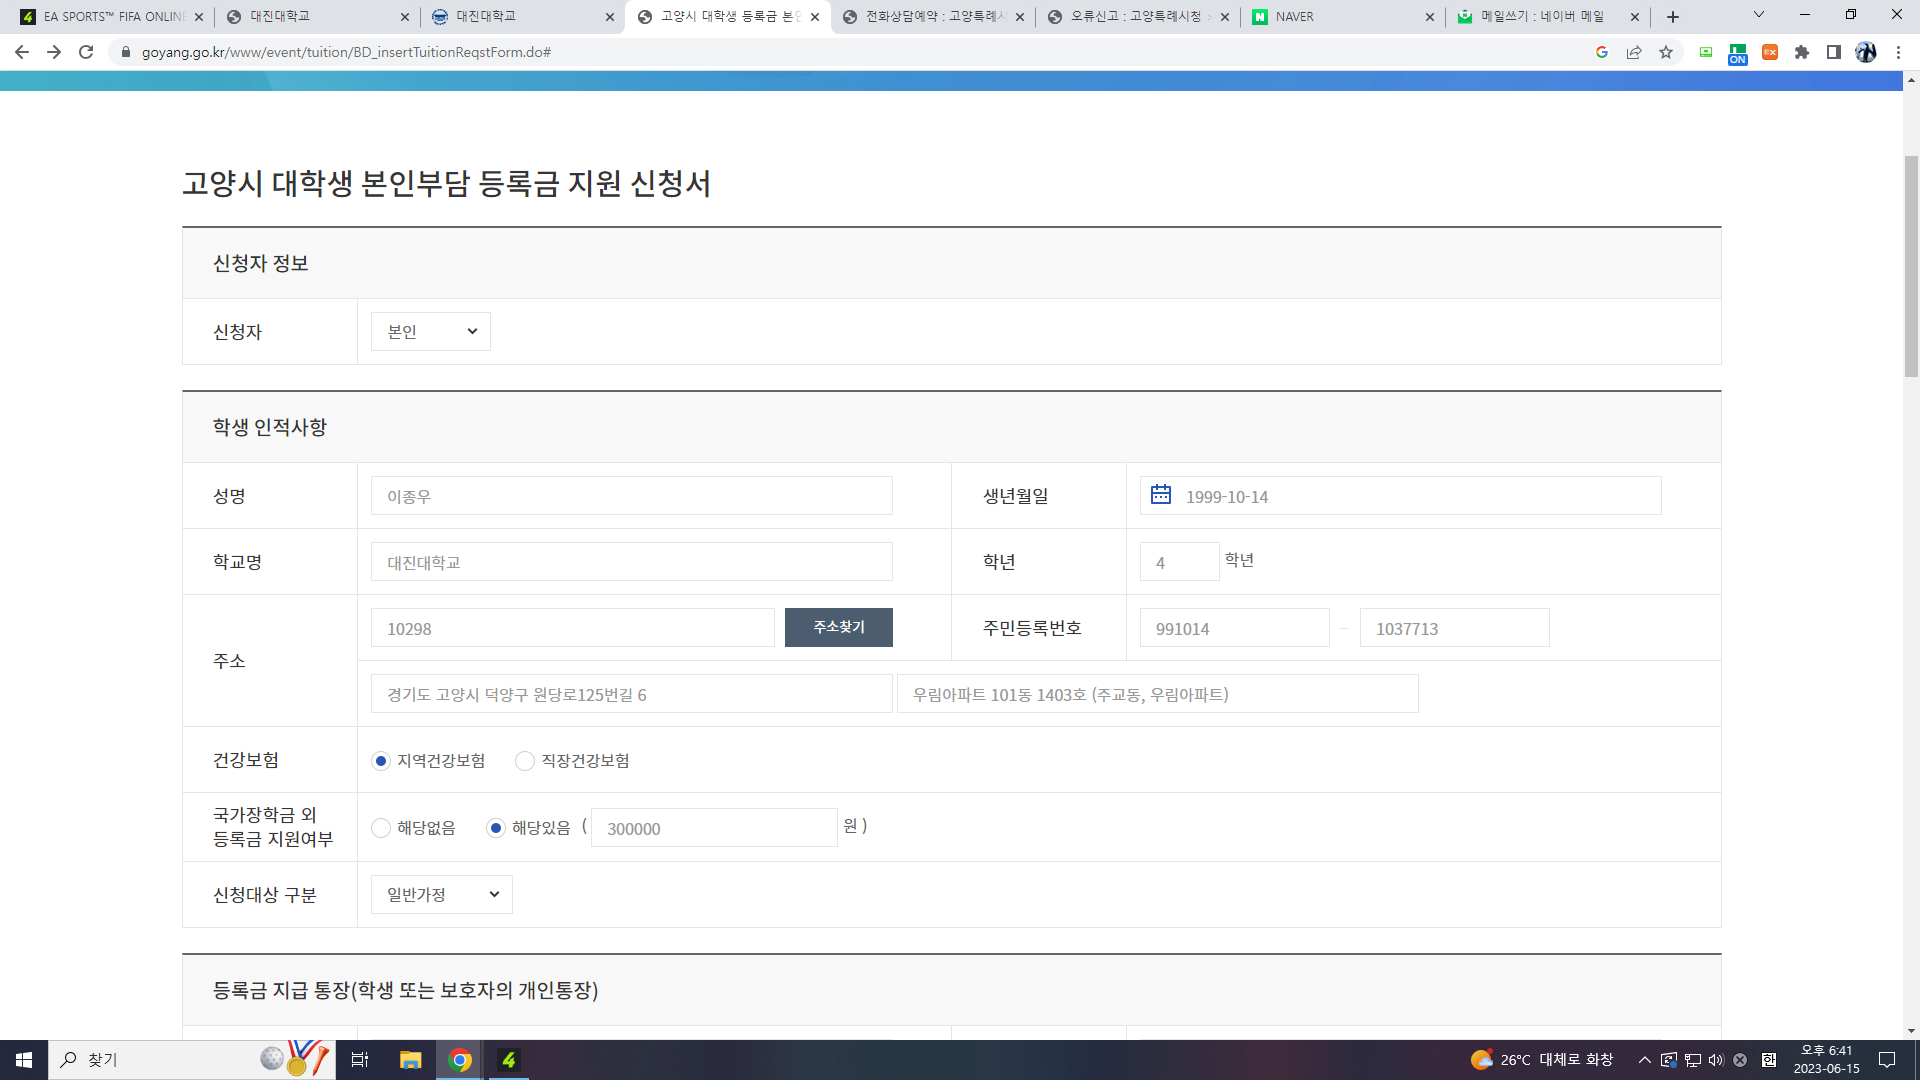 EA SPORTS™ FIFA ONLINE
대진대학교
대진대학교
고양시 대학생 등록금 본인
전화상담예약 : 고양특례시
오류신고 : 고양특례시청
NAVER
메일쓰기 : 네이버 메일
goyang.go.kr/www/event/tuition/BD_insertTuitionReqstForm.do#
ON
EX
고양시 대학생 본인부담 등록금 지원 신청서
신청자 정보
신청자 본인
학생 인적사항
성명 이종우 생년월일 1999-10-14
학교명 대진대학교 학년 4 학년
주소 10298 주소찾기 주민등록번호 991014 – 1037713
경기도 고양시 덕양구 원당로125번길 6 우림아파트 101동 1403호 (주교동, 우림아파트)
건강보험 지역건강보험 직장건강보험
국가장학금 외
등록금 지원여부 해당없음 해당있음 ( 300000 원 )
신청대상 구분 일반가정
등록금 지급 통장(학생 또는 보호자의 개인통장)
찾기
26°C 대체로 화창
한
오후 6:41
2023-06-15